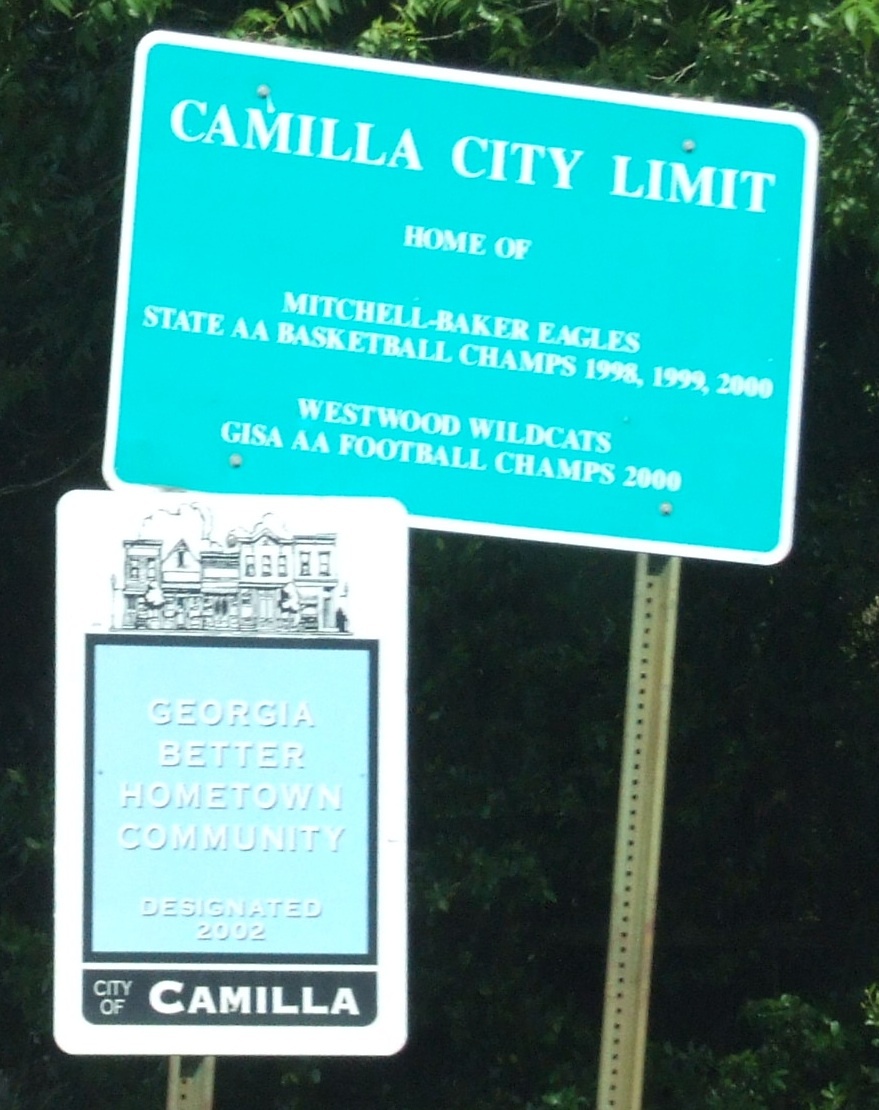 CAMILLA CITY LIMIT
HOME OF
MITCHELL-BAKER EAGLES
STATE AA BASKETBALL CHAMPS 1998, 1999, 2000
WESTWOOD WILDCATS
GISA AA FOOTBALL CHAMPS 2000
GEORGIA
BETTER
HOMETOWN
COMMUNITY
DESIGNATED
2002
CITY
OF CAMILLA